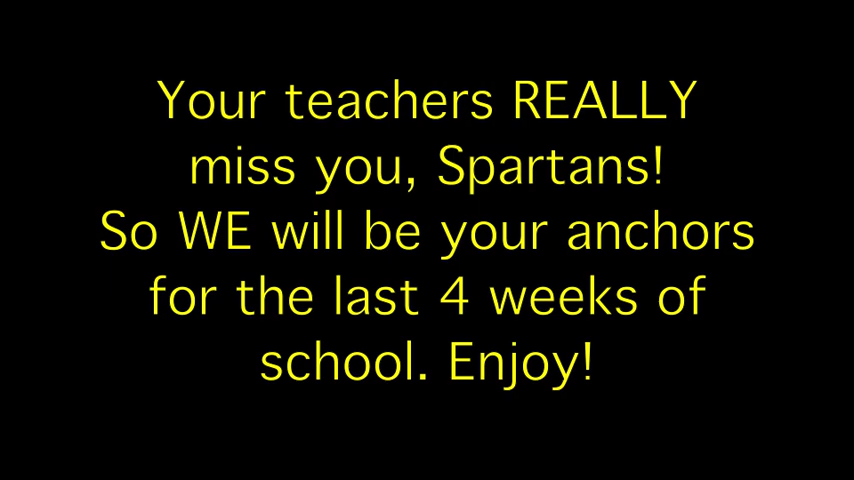 Your teachers REALLY
miss you, Spartans!
So WE will be your anchors
for the last 4 weeks of
school. Enjoy!